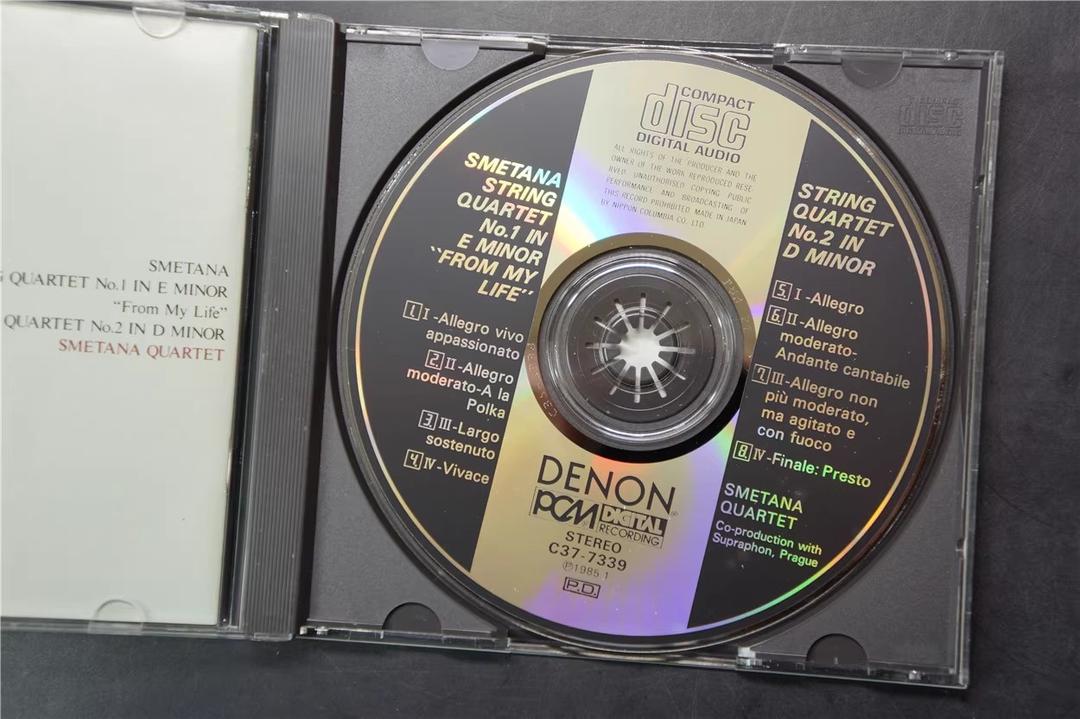 SMETANA
QUARTET No.1 IN E MINOR
“From My Life”
QUARTET No.2 IN D MINOR
SMETANA QUARTET
COMPACT
disc
DIGITAL AUDIO
ALL RIGHTS OF THE PRODUCER AND THE
OWNER OF THE WORK REPRODUCED RESE-
RVED. UNAUTHORISED COPYING PUBLIC
PERFORMANCE AND BROADCASTING OF
THIS RECORD PROHIBITED. MADE IN JAPAN
BY NIPPON COLUMBIA CO. LTD.
SMETANA
STRING
QUARTET
No.1 IN
E MINOR
“FROM MY
LIFE”
1. I-Allegro vivo
appassionato
2. II-Allegro
moderato-A la
Polka
3. III-Largo
sostenuto
4. IV-Vivace
STRING
QUARTET
No.2 IN
D MINOR
5. I-Allegro
6. II-Allegro
moderato-
Andante cantabile
7. III-Allegro non
più moderato,
ma agitato e
con fuoco
8. IV-Finale: Presto
SMETANA
QUARTET
Co-production with
Supraphon, Prague
DENON
PCM DIGITAL
RECORDING
STEREO
C37-7339
℗1985 1
P.D.